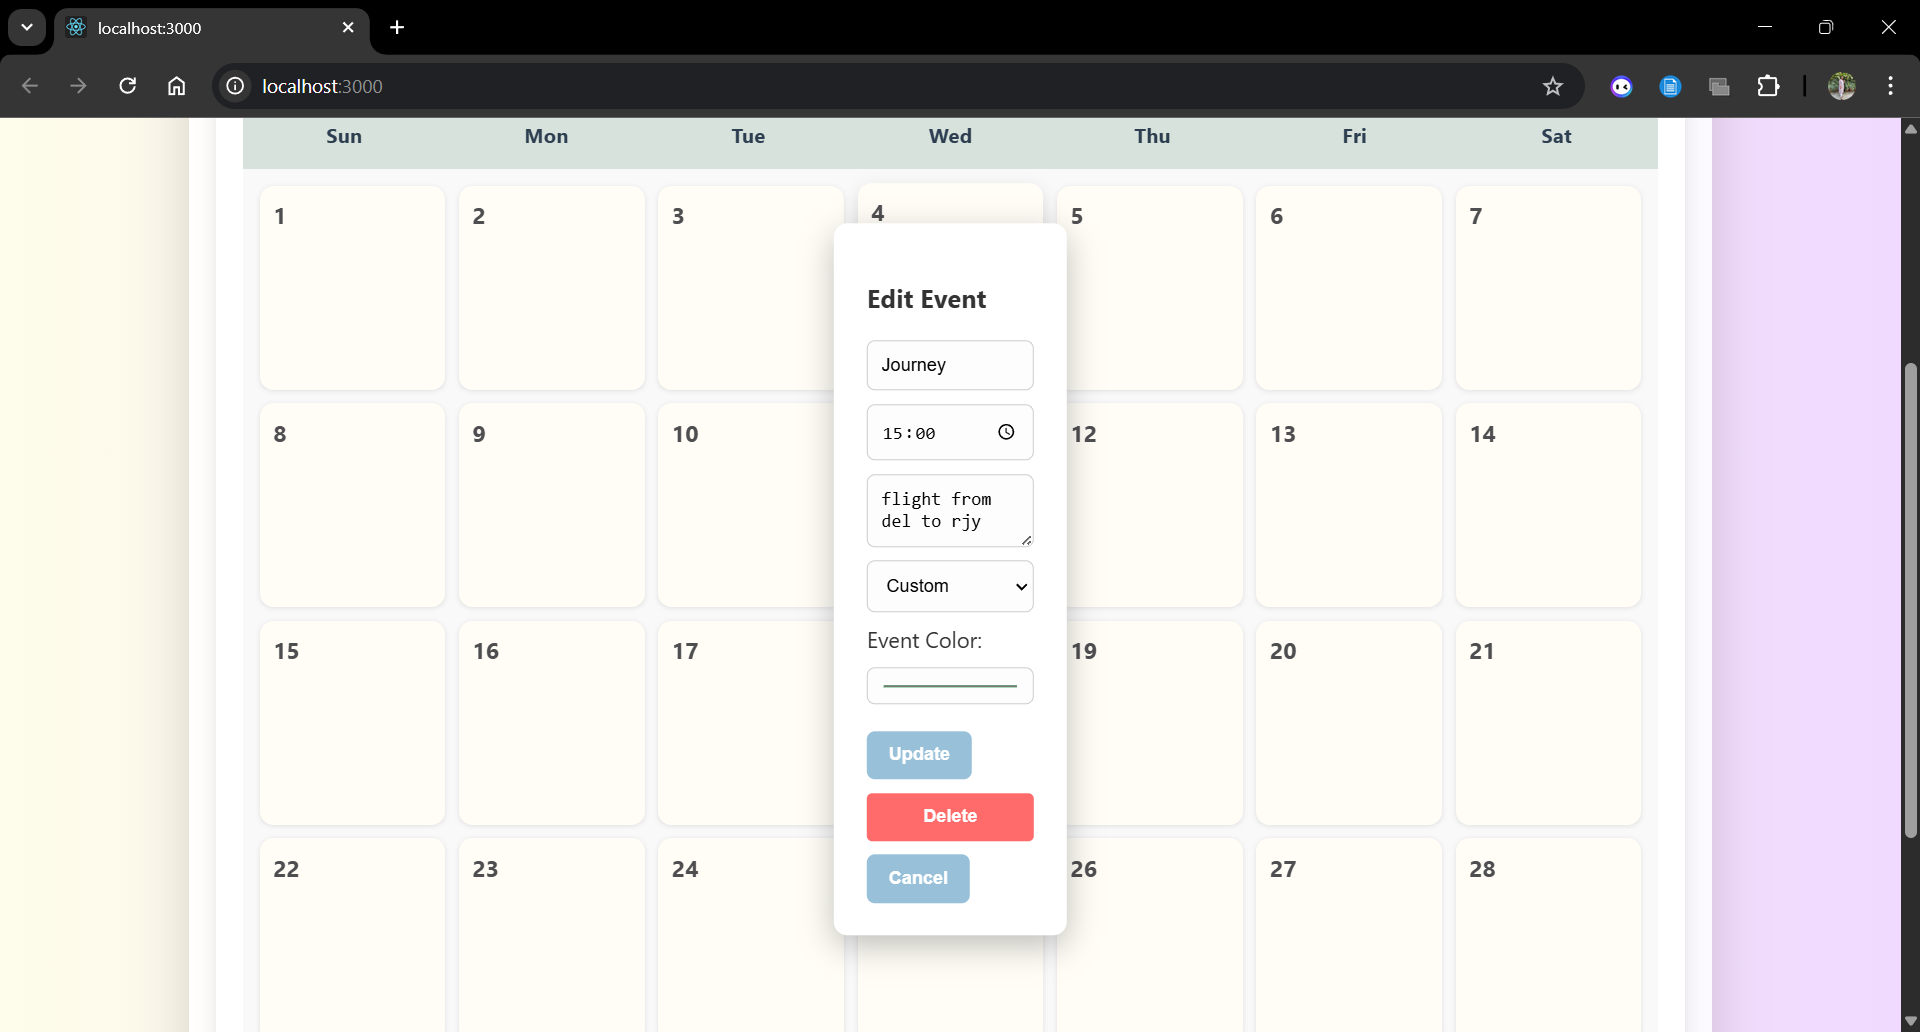 localhost:3000
localhost:3000
Sun Mon Tue Wed Thu Fri Sat
1 2 3 4 5 6 7
Edit Event
Journey
15:00
8 9 10 12 13 14
flight from
del to rjy
Custom
Event Color:
15 16 17 19 20 21
Update
Delete
22 23 24 26 27 28
Cancel